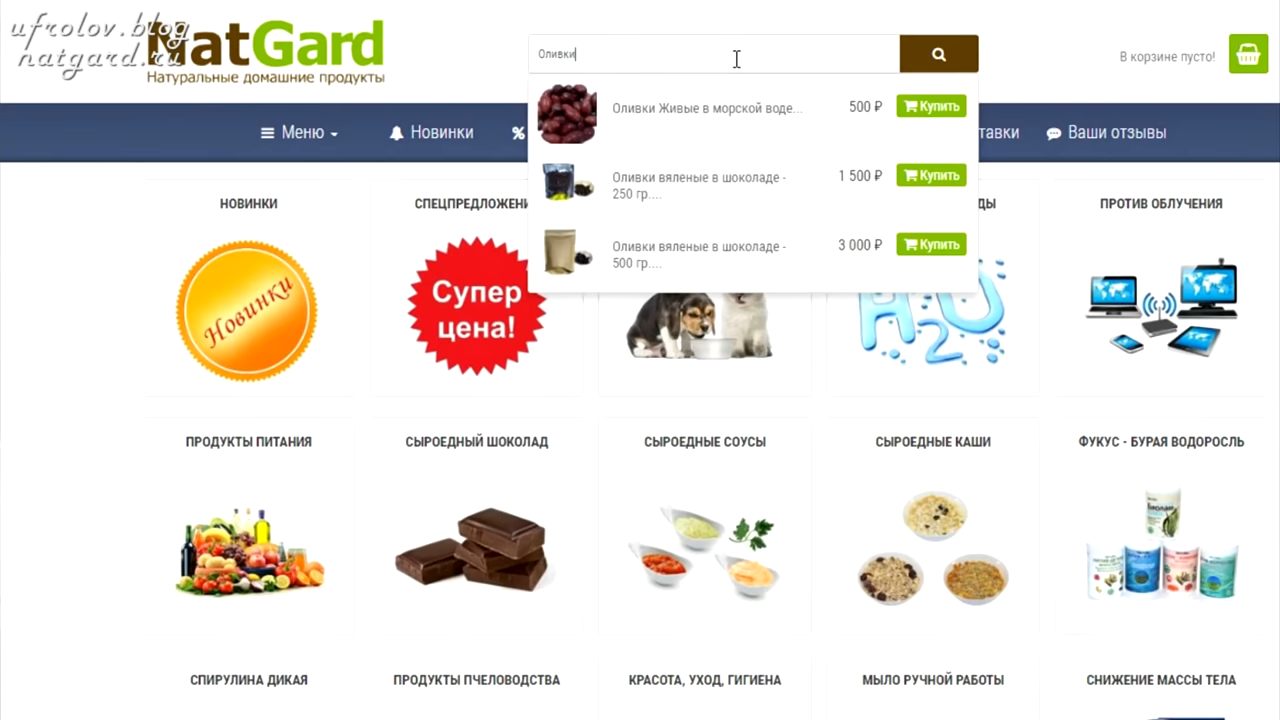 ufrolov.blog
natgard.ru
NatGard
Натуральные домашние продукты
Оливки
В корзине пусто!
Оливки Живые в морской воде...
500 ₽
Купить
Оливки вяленые в шоколаде -
250 гр....
1 500 ₽
Купить
Оливки вяленые в шоколаде -
500 гр....
3 000 ₽
Купить
Меню
Новинки
%
тавки
Ваши отзывы
НОВИНКИ
СПЕЦПРЕДЛОЖЕНИ
ДЫ
ПРОТИВ ОБЛУЧЕНИЯ
Новинки
Супер
цена!
H2O
ПРОДУКТЫ ПИТАНИЯ
СЫРОЕДНЫЙ ШОКОЛАД
СЫРОЕДНЫЕ СОУСЫ
СЫРОЕДНЫЕ КАШИ
ФУКУС - БУРАЯ ВОДОРОСЛЬ
СПИРУЛИНА ДИКАЯ
ПРОДУКТЫ ПЧЕЛОВОДСТВА
КРАСОТА, УХОД, ГИГИЕНА
МЫЛО РУЧНОЙ РАБОТЫ
СНИЖЕНИЕ МАССЫ ТЕЛА